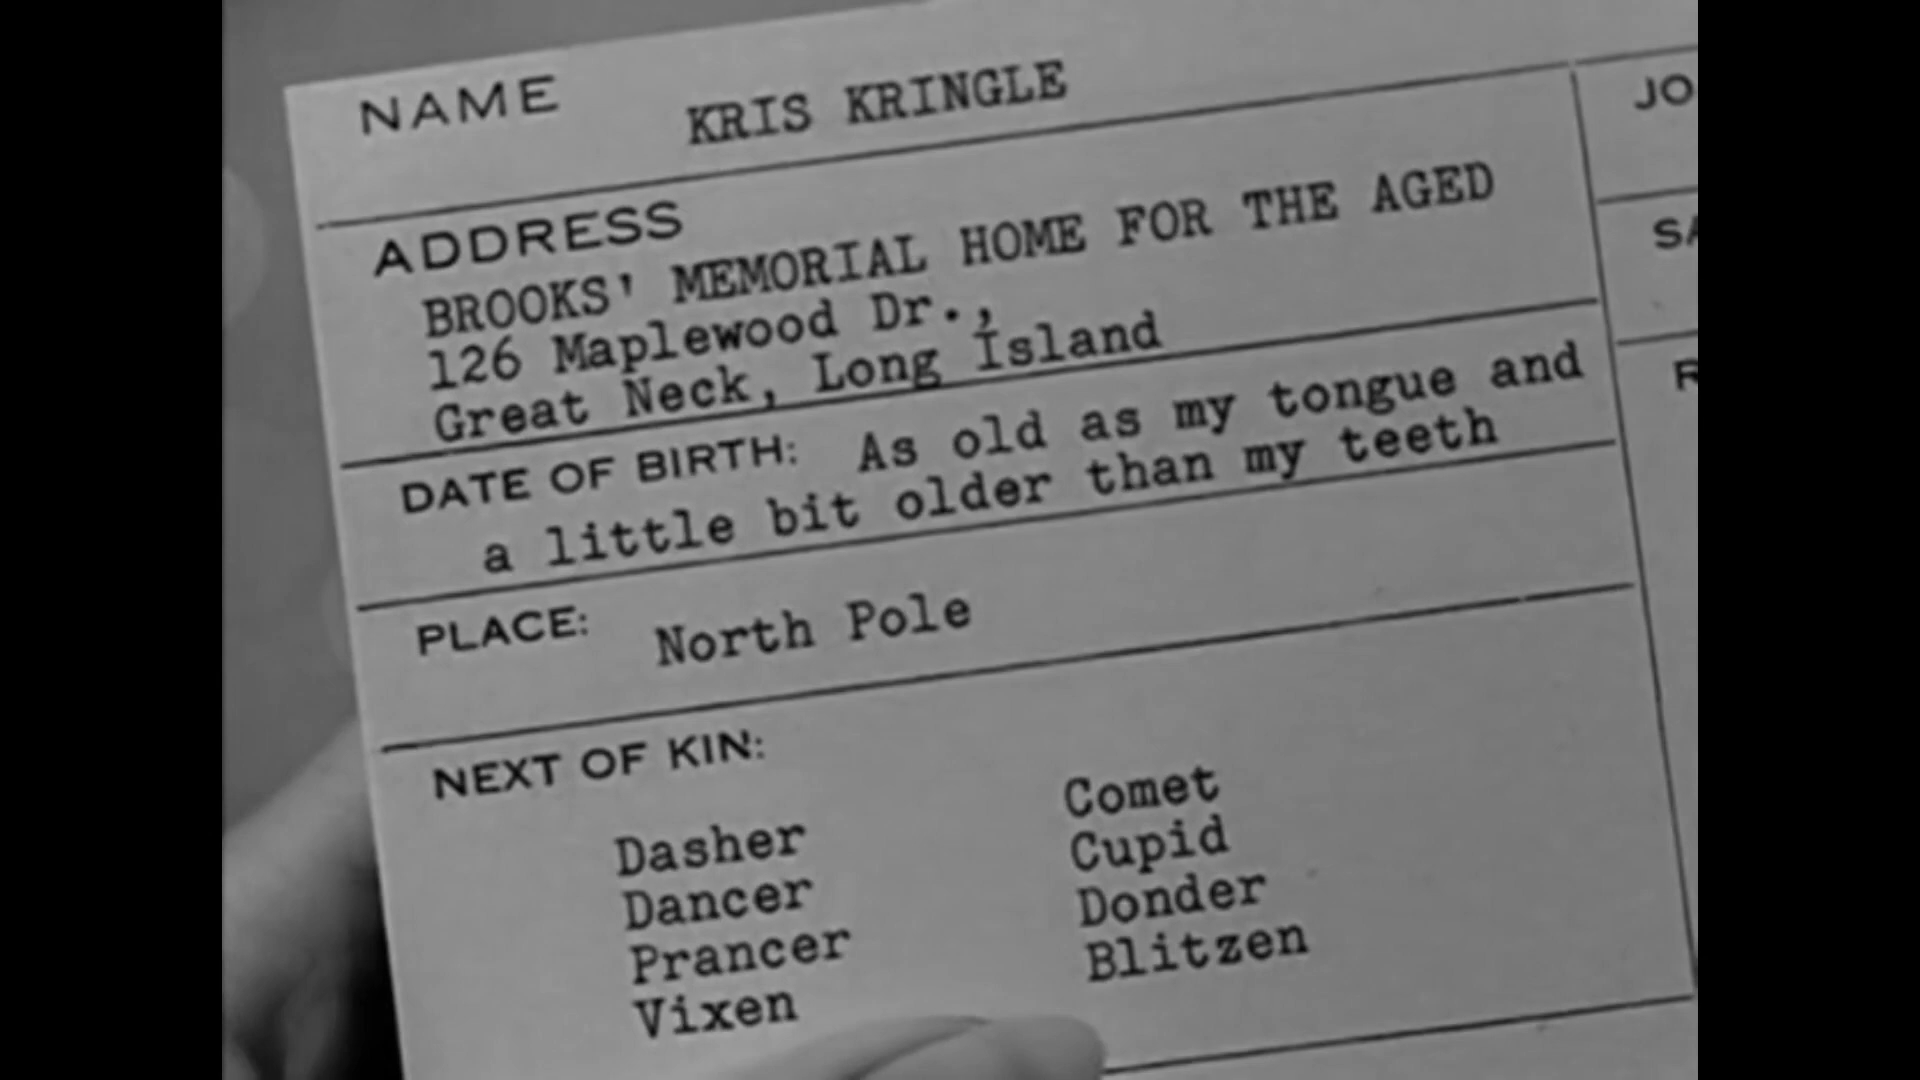 NAME KRIS KRINGLE
ADDRESS
BROOKS' MEMORIAL HOME FOR THE AGED
126 Maplewood Dr.,
Great Neck, Long Island
DATE OF BIRTH: As old as my tongue and
a little bit older than my teeth
PLACE: North Pole
NEXT OF KIN:
Dasher
Dancer
Prancer
Vixen
Comet
Cupid
Donder
Blitzen